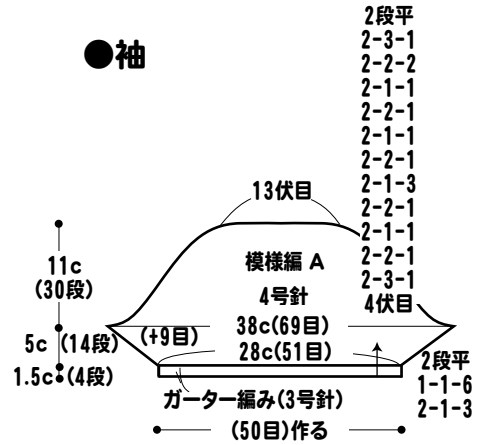 ●袖
2段平
2-3-1
2-2-2
2-1-1
2-2-1
2-1-1
2-2-1
2-1-3
2-2-1
2-1-1
2-2-1
2-3-1
4伏目
13伏目
模様編 A
4号針
38c(69目)
28c(51目)
(+9目)
11c
(30段)
5c (14段)
1.5c (4段)
2段平
1-1-6
2-1-3
ガーター編み(3号針)
(50目)作る